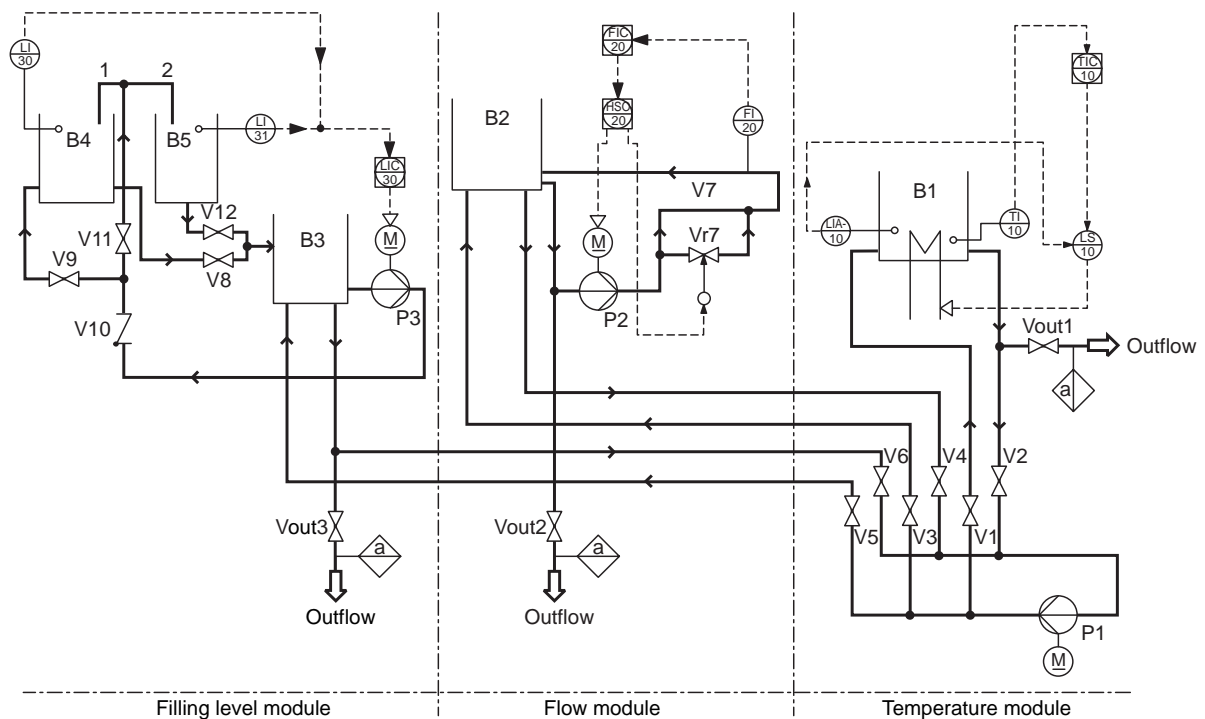 LI
30
1 2
B4
B5
LI
31
LIC
30
M
P3
V12
V11
V9
V8
V10
B3
Vout3
a
Outflow
Filling level module
FIC
20
HSO
20
FI
20
B2
V7
Vr7
M
P2
Vout2
a
Outflow
Flow module
TIC
10
B1
LIA-
10
TI
10
LS
10
Vout1
Outflow
a
V6 V4 V2
V5 V3 V1
P1
M
Temperature module